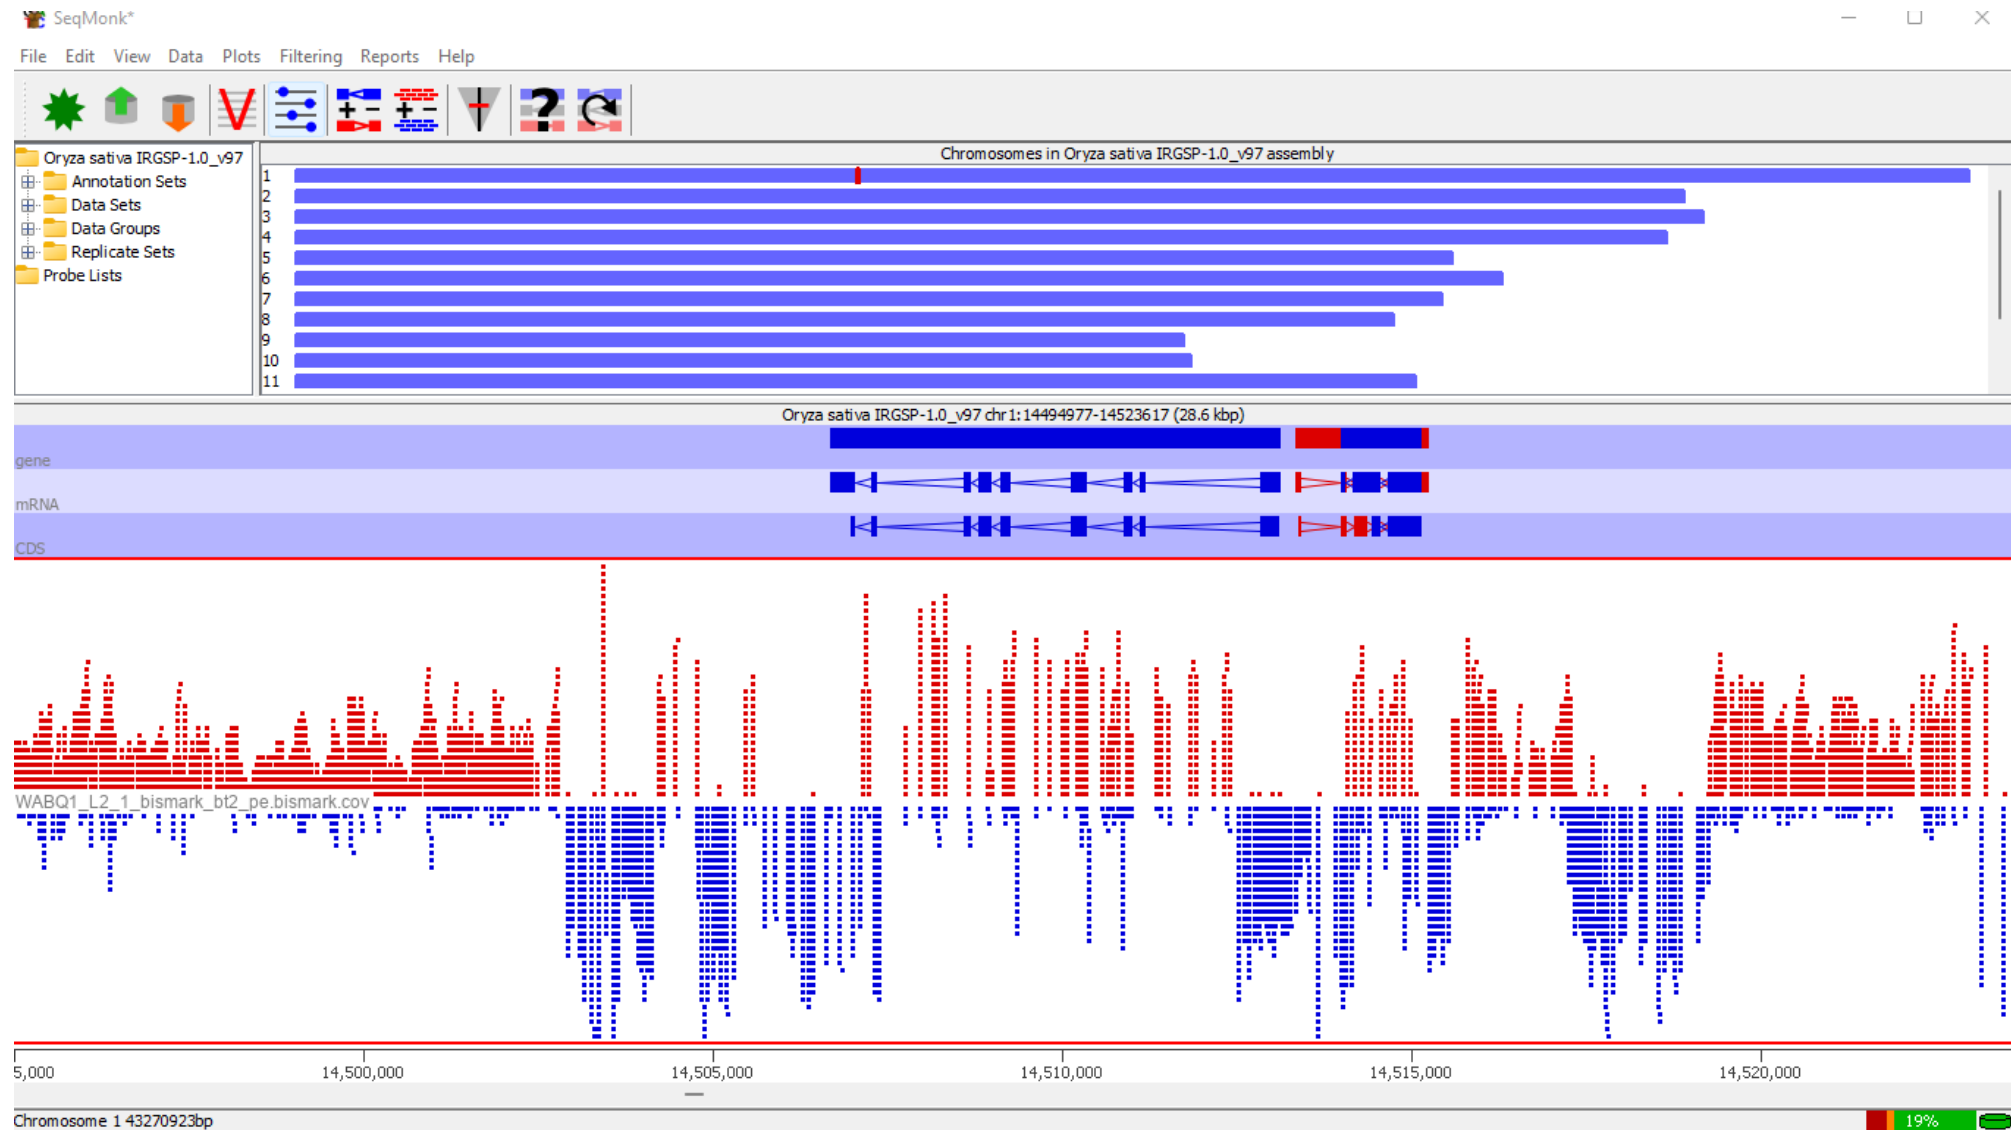 SeqMonk*
File Edit View Data Plots Filtering Reports Help
Oryza sativa IRGSP-1.0_v97
Annotation Sets
Data Sets
Data Groups
Replicate Sets
Probe Lists
Chromosomes in Oryza sativa IRGSP-1.0_v97 assembly
1
2
3
4
5
6
7
8
9
10
11
Oryza sativa IRGSP-1.0_v97 chr1:14494977-14523617 (28.6 kbp)
gene
mRNA
CDS
WABQ1_L2_1_bismark_bt2_pe.bismark.cov
5,000 14,500,000 14,505,000 14,510,000 14,515,000 14,520,000
Chromosome 1 43270923bp
19%